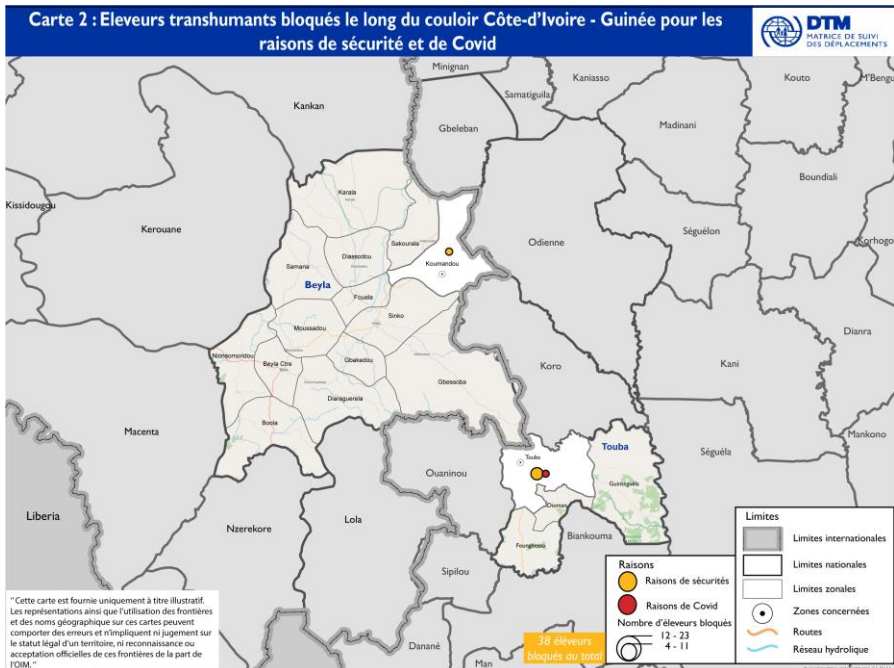 Carte 2 : Eleveurs transhumants bloqués le long du couloir Côte-d'Ivoire - Guinée pour les
raisons de sécurité et de Covid
DTM
MATRICE DE SUIVI
DES DÉPLACEMENTS
Minignan
Kaniasso
Kouto
M'Bengu
Samatiguila
Kankan
Gbeleban
Madinani
Boundiali
Karala
Kissidougou
Kerouane
Sakourala
Séguélon
Korhogo
Diassodou
Odienne
Koumandou
Samana
Beyla
Fouala
Sinko
Moussadou
Dianra
Nionsomoridou
Gbakedou
Koro
Kani
Beyla Ctre
Gbessoba
Diaraguerela
Boola
Macenta
Mankono
Touba
Touba
Séguéla
Ouaninou
Guinteguéla
Liberia
Nzerekore
Lola
Dioman
Foungbesso
Biankouma
Sipilou
Danané
Man
Limites
Limites internationales
Limites nationales
Limites zonales
Zones concernées
Routes
Réseau hydrolique
Raisons
Raisons de sécurités
Raisons de Covid
Nombre d'éleveurs bloqués
12 - 23
4 - 11
38 éleveurs
bloqués au total
"Cette carte est fournie uniquement à titre illustratif.
Les représentations ainsi que l'utilisation des frontières
et des noms géographique sur ces cartes peuvent
comporter des erreurs et n'impliquent ni jugement sur
le statut légal d'un territoire, ni reconnaissance ou
acceptation officielles de ces frontières de la part de
l'OIM."